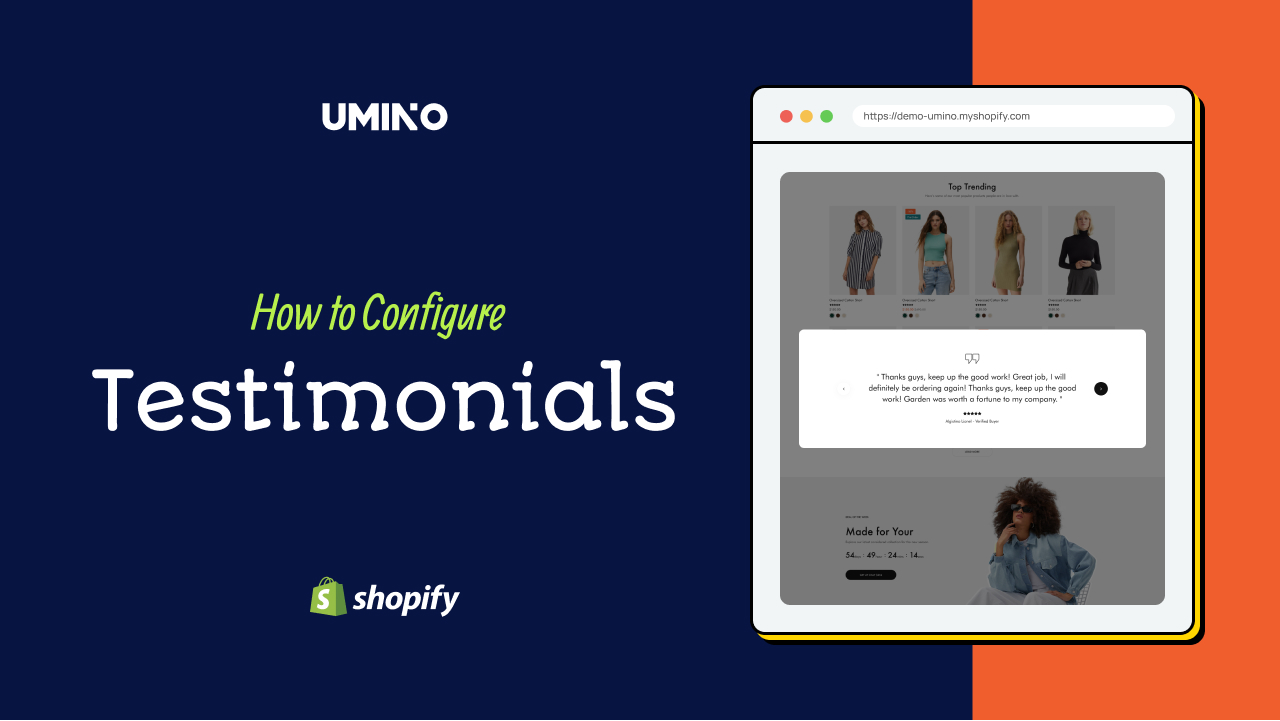 UMINO
How to Configure
Testimonials
shopify
https://demo-umino.myshopify.com
Top Trending
" Thanks guys, keep up the good work! Great job, I will
definitely be ordering again! Thanks guys, keep up the good
work! Garden was worth a fortune to my company. "
Verified Buyer
Made for Your
54 : 49 : 24 : 14